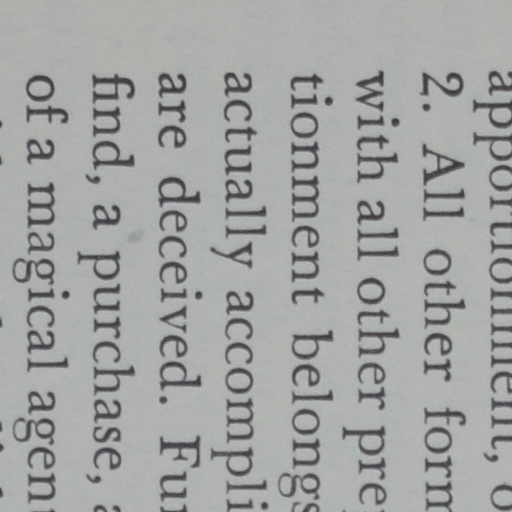 apportionment, o
2. All other form
with all other pre
tionment belongs
actually accompli
are deceived. Fur
find, a purchase, a
of a magical agen